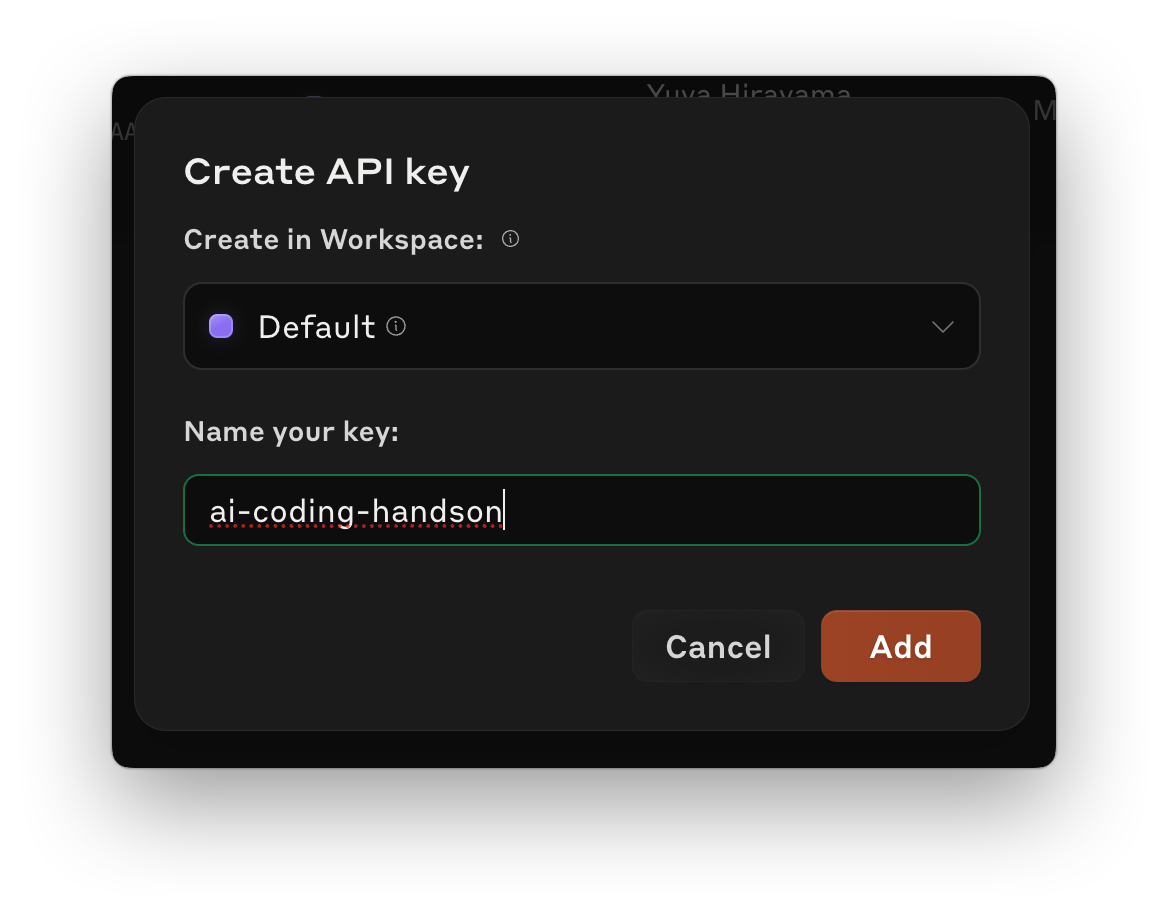 Yuya Hirayama
AA
M
Create API key
Create in Workspace:
Default
Name your key:
ai-coding-handson
Cancel
Add